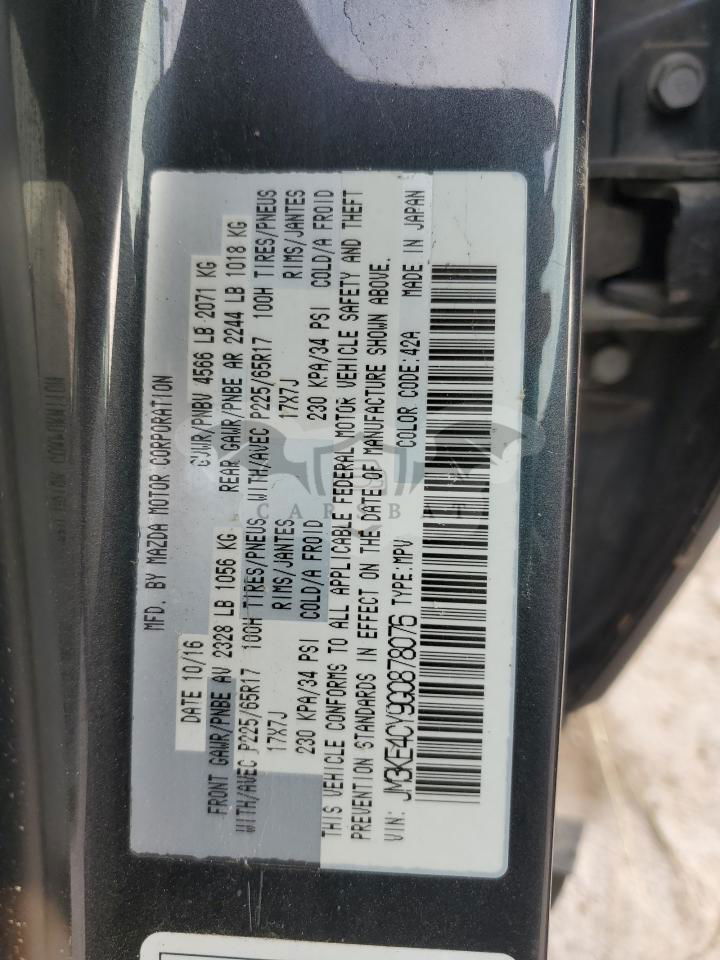 MFD. BY MAZDA MOTOR CORPORATION
DATE 10/16 GVWR/PNBV 4566 LB 2071 KG
FRONT GAWR/PNBE AV 2328 LB 1056 KG REAR GAWR/PNBE AR 2244 LB 1018 KG
WITH/AVEC P225/65R17 100H TIRES/PNEUS WITH/AVEC P225/65R17 100H TIRES/PNEUS
17X7J RIMS/JANTES 17X7J RIMS/JANTES
230 KPA/34 PSI COLD/A FROID 230 KPA/34 PSI COLD/A FROID
THIS VEHICLE CONFORMS TO ALL APPLICABLE FEDERAL MOTOR VEHICLE SAFETY AND THEFT
PREVENTION STANDARDS IN EFFECT ON THE DATE OF MANUFACTURE SHOWN ABOVE.
VIN: JM3KE4CY9G0878076 TYPE:MPV COLOR CODE:42A MADE IN JAPAN
CARSBAT